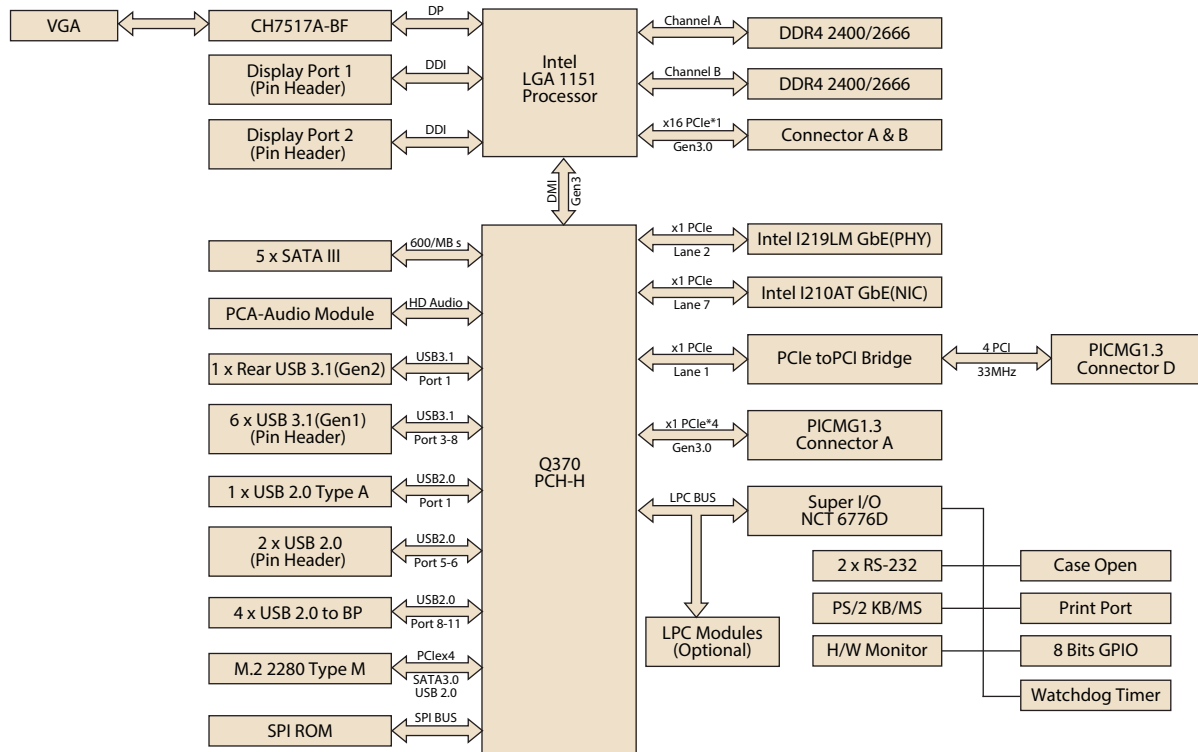 VGA
CH7517A-BF
DP
Display Port 1
(Pin Header)
DDI
Display Port 2
(Pin Header)
DDI
Intel
LGA 1151
Processor
Channel A
DDR4 2400/2666
Channel B
DDR4 2400/2666
x16 PCIe*1
Gen3.0
Connector A & B
DMI
Gen3
5 x SATA III
600/MB s
PCA-Audio Module
HD Audio
1 x Rear USB 3.1(Gen2)
USB3.1
Port 1
6 x USB 3.1(Gen1)
(Pin Header)
USB3.1
Port 3-8
1 x USB 2.0 Type A
USB2.0
Port 1
2 x USB 2.0
(Pin Header)
USB2.0
Port 5-6
4 x USB 2.0 to BP
USB2.0
Port 8-11
M.2 2280 Type M
PCIex4
SATA3.0
USB 2.0
SPI ROM
SPI BUS
Q370
PCH-H
x1 PCIe
Lane 2
Intel I219LM GbE(PHY)
x1 PCIe
Lane 7
Intel I210AT GbE(NIC)
x1 PCIe
Lane 1
PCIe toPCI Bridge
4 PCI
33MHz
PICMG1.3
Connector D
x1 PCIe*4
Gen3.0
PICMG1.3
Connector A
LPC BUS
Super I/O
NCT 6776D
LPC Modules
(Optional)
2 x RS-232
Case Open
PS/2 KB/MS
Print Port
H/W Monitor
8 Bits GPIO
Watchdog Timer